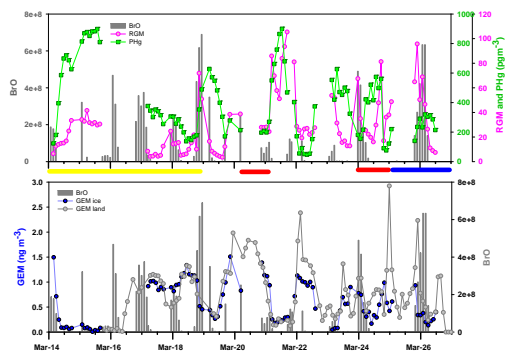 8e+8
6e+8
4e+8
2e+8
0
BrO
BrO
RGM
PHg
1000
800
600
400
200
0
120
100
80
60
40
20
0
RGM and PHg (pgm-3)
3.0
2.5
2.0
1.5
1.0
0.5
0.0
GEM (ng m-3)
BrO
GEM ice
GEM land
8e+8
6e+8
4e+8
2e+8
0
BrO
Mar-14
Mar-16
Mar-18
Mar-20
Mar-22
Mar-24
Mar-26